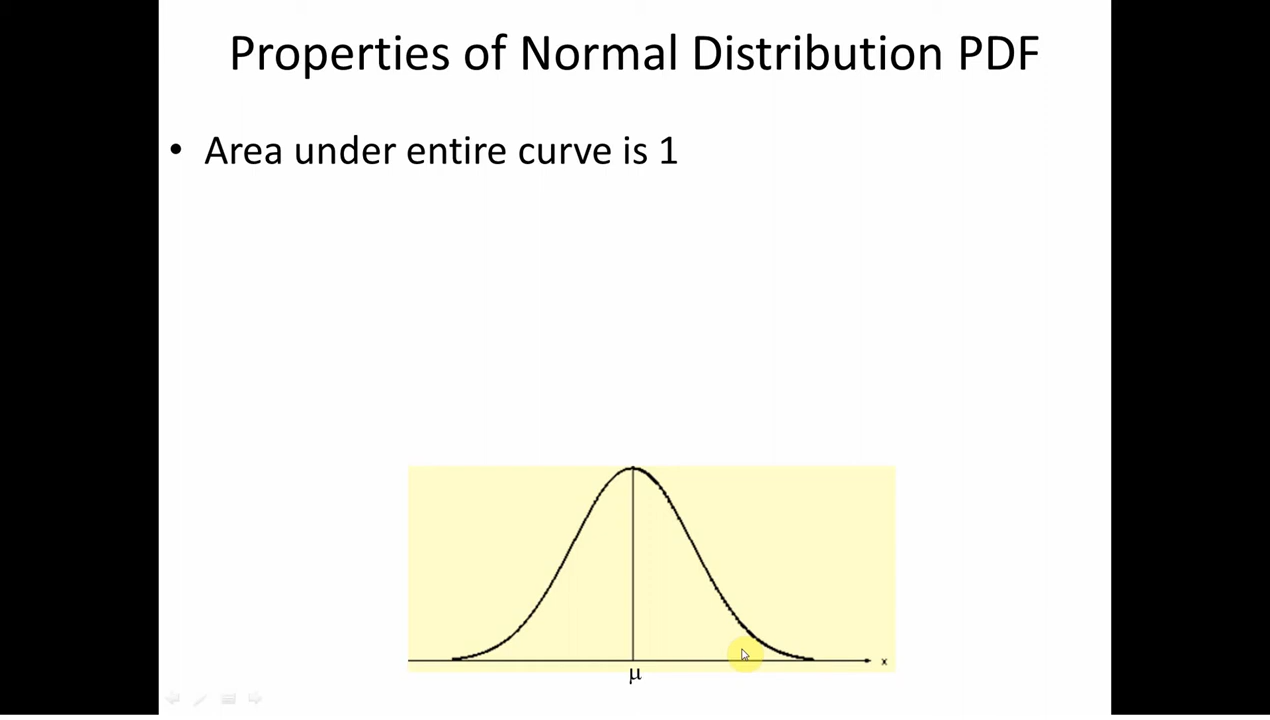 Properties of Normal Distribution PDF
• Area under entire curve is 1
x
μ